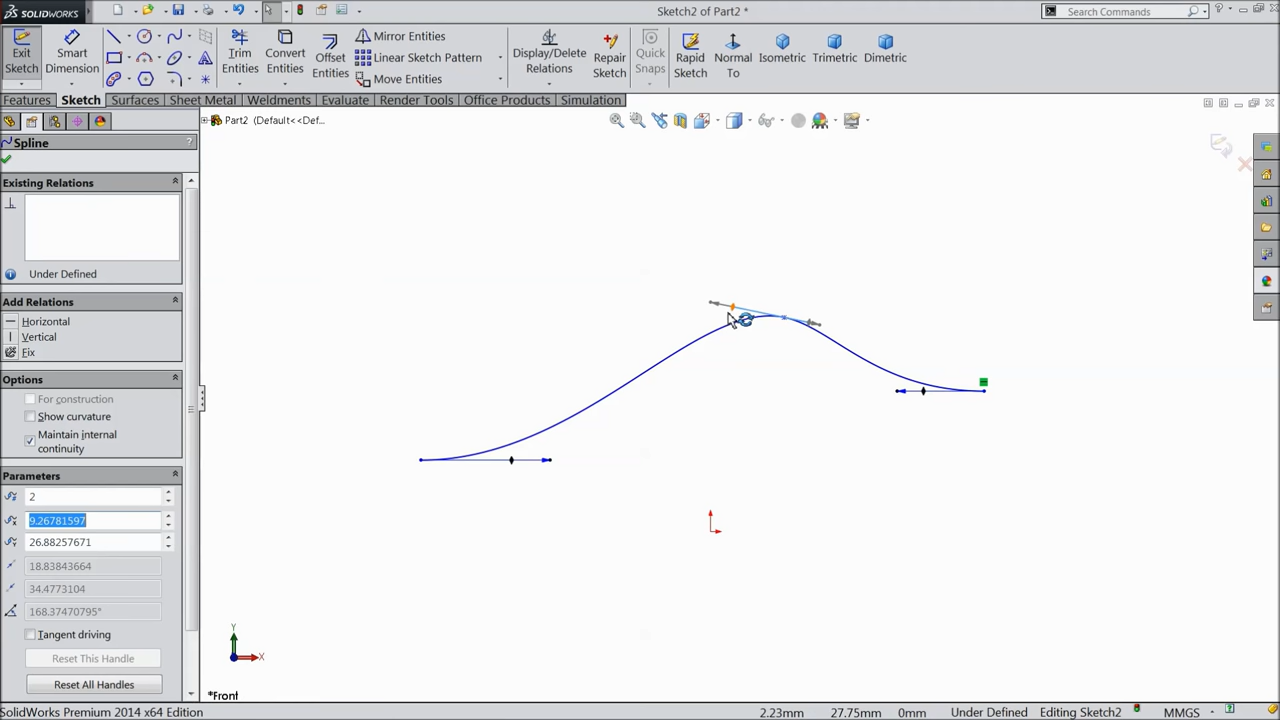 SOLIDWORKS
Sketch2 of Part2 *
Search Commands
Exit Sketch
Smart Dimension
Trim Entities
Convert Entities
Offset Entities
Mirror Entities
Linear Sketch Pattern
Move Entities
Display/Delete Relations
Repair Sketch
Quick Snaps
Rapid Sketch
Normal To
Isometric
Trimetric
Dimetric
Features
Sketch
Surfaces
Sheet Metal
Weldments
Evaluate
Render Tools
Office Products
Simulation
Part2 (Default<<Def...
Spline
?
Existing Relations
Under Defined
Add Relations
Horizontal
Vertical
Fix
Options
For construction
Show curvature
Maintain internal
continuity
Parameters
2
9.26781597
26.88257671
18.83843664
34.4773104
168.37470795°
Tangent driving
Reset This Handle
Reset All Handles
Y
X
*Front
SolidWorks Premium 2014 x64 Edition
2.23mm
27.75mm
0mm
Under Defined
Editing Sketch2
MMGS